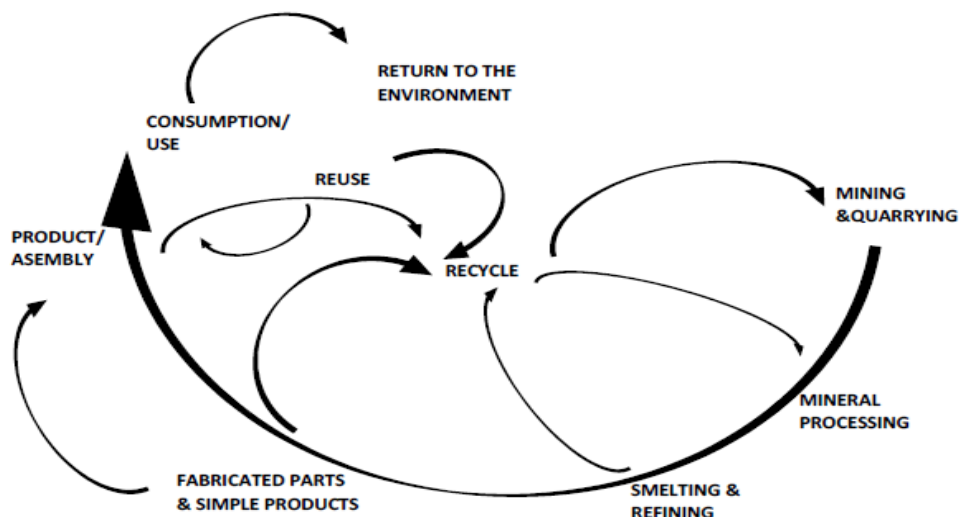 RETURN TO THE
ENVIRONMENT
CONSUMPTION/
USE
REUSE
MINING
&QUARRYING
PRODUCT/
ASEMBLY
RECYCLE
MINERAL
PROCESSING
FABRICATED PARTS
& SIMPLE PRODUCTS
SMELTING &
REFINING